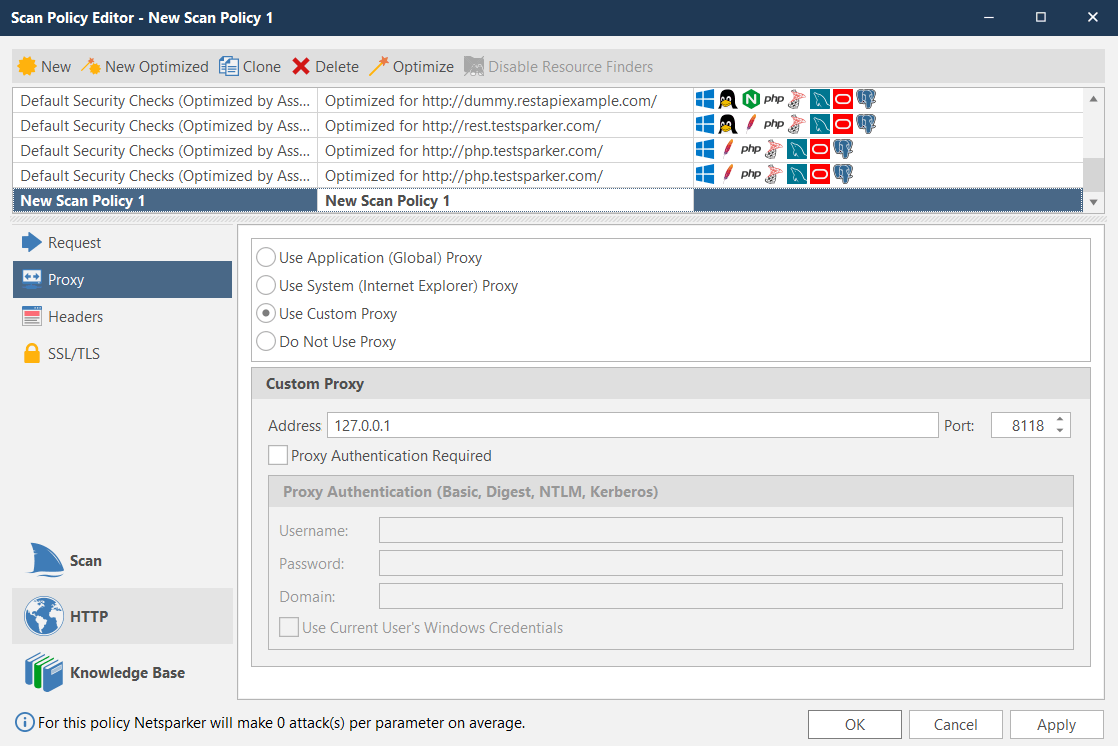 Scan Policy Editor - New Scan Policy 1
New New Optimized Clone Delete Optimize Disable Resource Finders
Default Security Checks (Optimized by Ass... Optimized for http://dummy.restapiexample.com/ php
Default Security Checks (Optimized by Ass... Optimized for http://rest.testsparker.com/ php
Default Security Checks (Optimized by Ass... Optimized for http://php.testsparker.com/ php
Default Security Checks (Optimized by Ass... Optimized for http://php.testsparker.com/ php
New Scan Policy 1 New Scan Policy 1
Request
Proxy
Headers
SSL/TLS
Scan
HTTP
Knowledge Base
Use Application (Global) Proxy
Use System (Internet Explorer) Proxy
Use Custom Proxy
Do Not Use Proxy
Custom Proxy
Address 127.0.0.1 Port: 8118
Proxy Authentication Required
Proxy Authentication (Basic, Digest, NTLM, Kerberos)
Username:
Password:
Domain:
Use Current User's Windows Credentials
For this policy Netsparker will make 0 attack(s) per parameter on average.
OK Cancel Apply